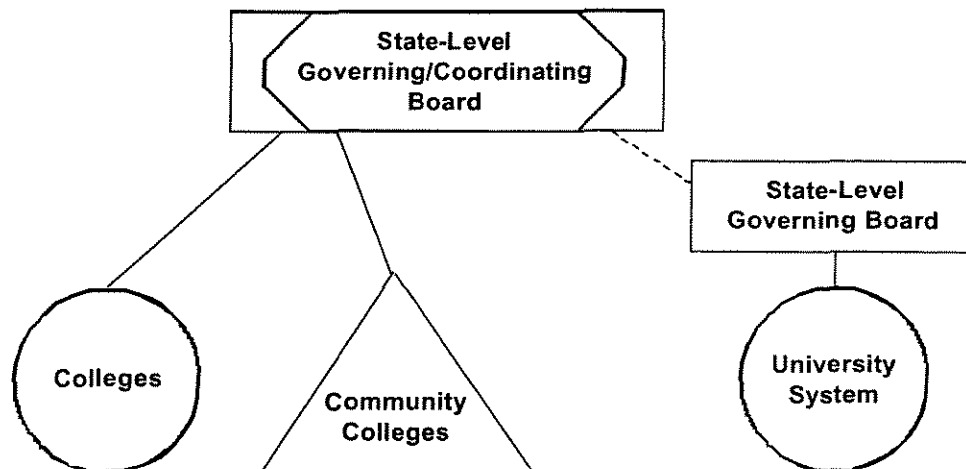 State-Level
Governing/Coordinating
Board
State-Level
Governing Board
Colleges
Community
Colleges
University
System